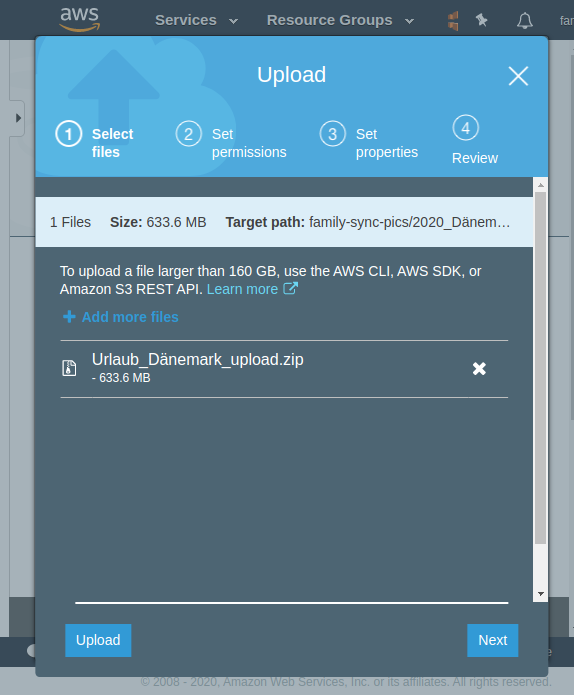 aws Services Resource Groups far
Upload
1 Select files
2 Set permissions
3 Set properties
4 Review
1 Files Size: 633.6 MB Target path: family-sync-pics/2020_Dänem…
To upload a file larger than 160 GB, use the AWS CLI, AWS SDK, or
Amazon S3 REST API. Learn more
Add more files
Urlaub_Dänemark_upload.zip
- 633.6 MB
Upload Next
© 2008 - 2020, Amazon Web Services, Inc. or its affiliates. All rights reserved.